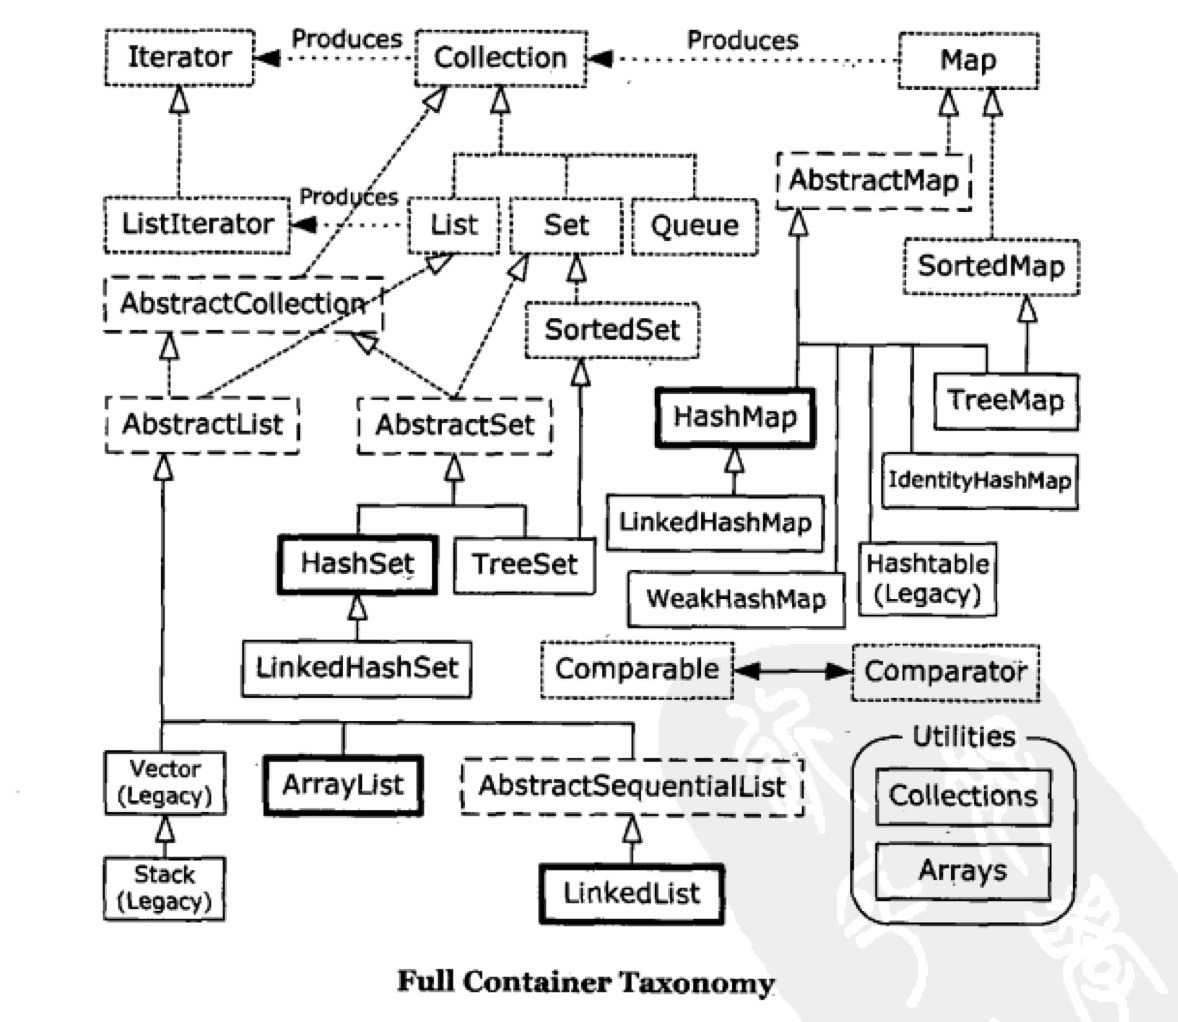 Iterator
Produces
Collection
Produces
Map
AbstractMap
ListIterator
Produces
List
Set
Queue
SortedMap
AbstractCollection
SortedSet
TreeMap
AbstractList
AbstractSet
HashMap
IdentityHashMap
LinkedHashMap
HashSet
TreeSet
Hashtable
(Legacy)
WeakHashMap
LinkedHashSet
Comparable
Comparator
Utilities
Vector
(Legacy)
ArrayList
AbstractSequentialList
Collections
Stack
(Legacy)
LinkedList
Arrays
Full Container Taxonomy